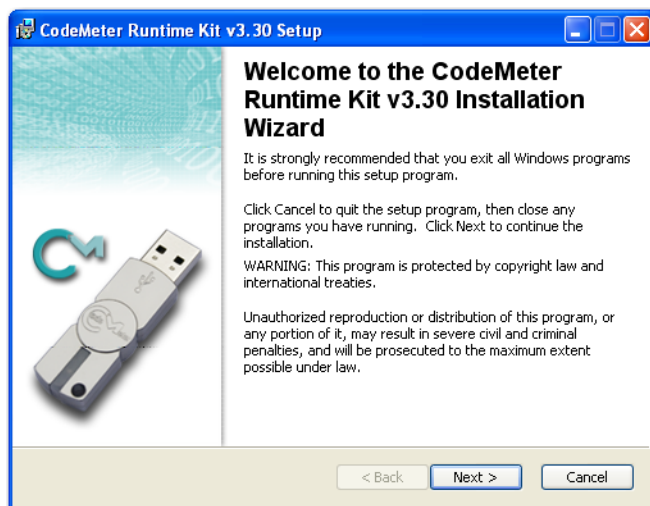 CodeMeter Runtime Kit v3.30 Setup
Welcome to the CodeMeter
Runtime Kit v3.30 Installation
Wizard
It is strongly recommended that you exit all Windows programs
before running this setup program.
Click Cancel to quit the setup program, then close any
programs you have running. Click Next to continue the
installation.
WARNING: This program is protected by copyright law and
international treaties.
Unauthorized reproduction or distribution of this program, or
any portion of it, may result in severe civil and criminal
penalties, and will be prosecuted to the maximum extent
possible under law.
< Back
Next >
Cancel